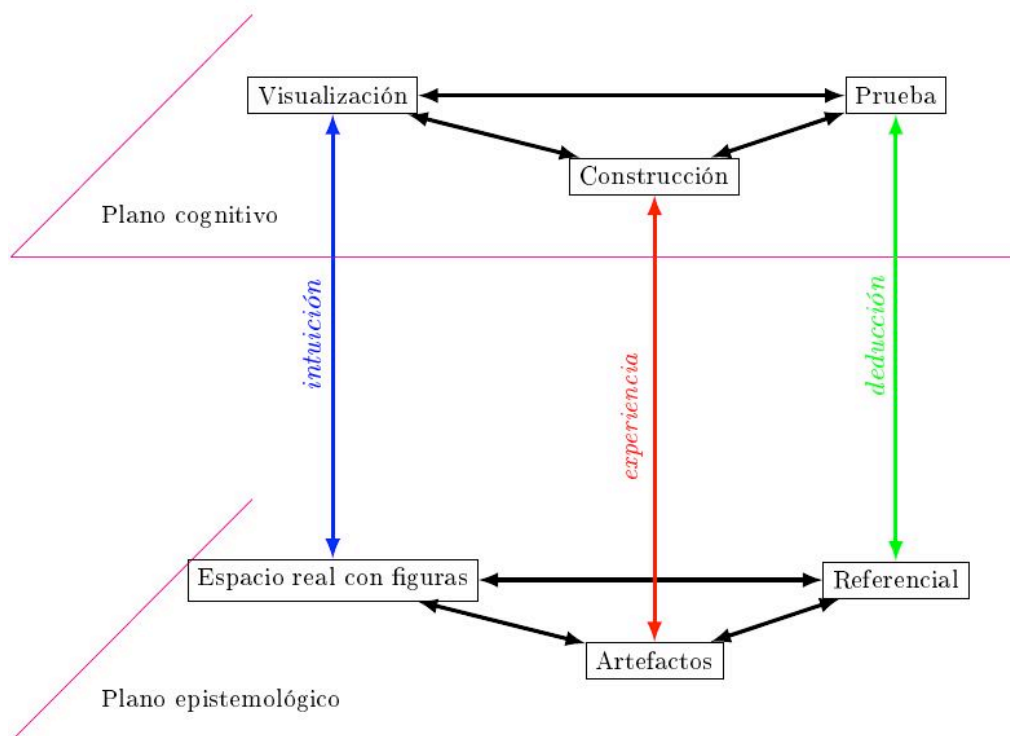 Visualización
Prueba
Construcción
Plano cognitivo
intuición
experiencia
deducción
Espacio real con figuras
Referencial
Artefactos
Plano epistemológico